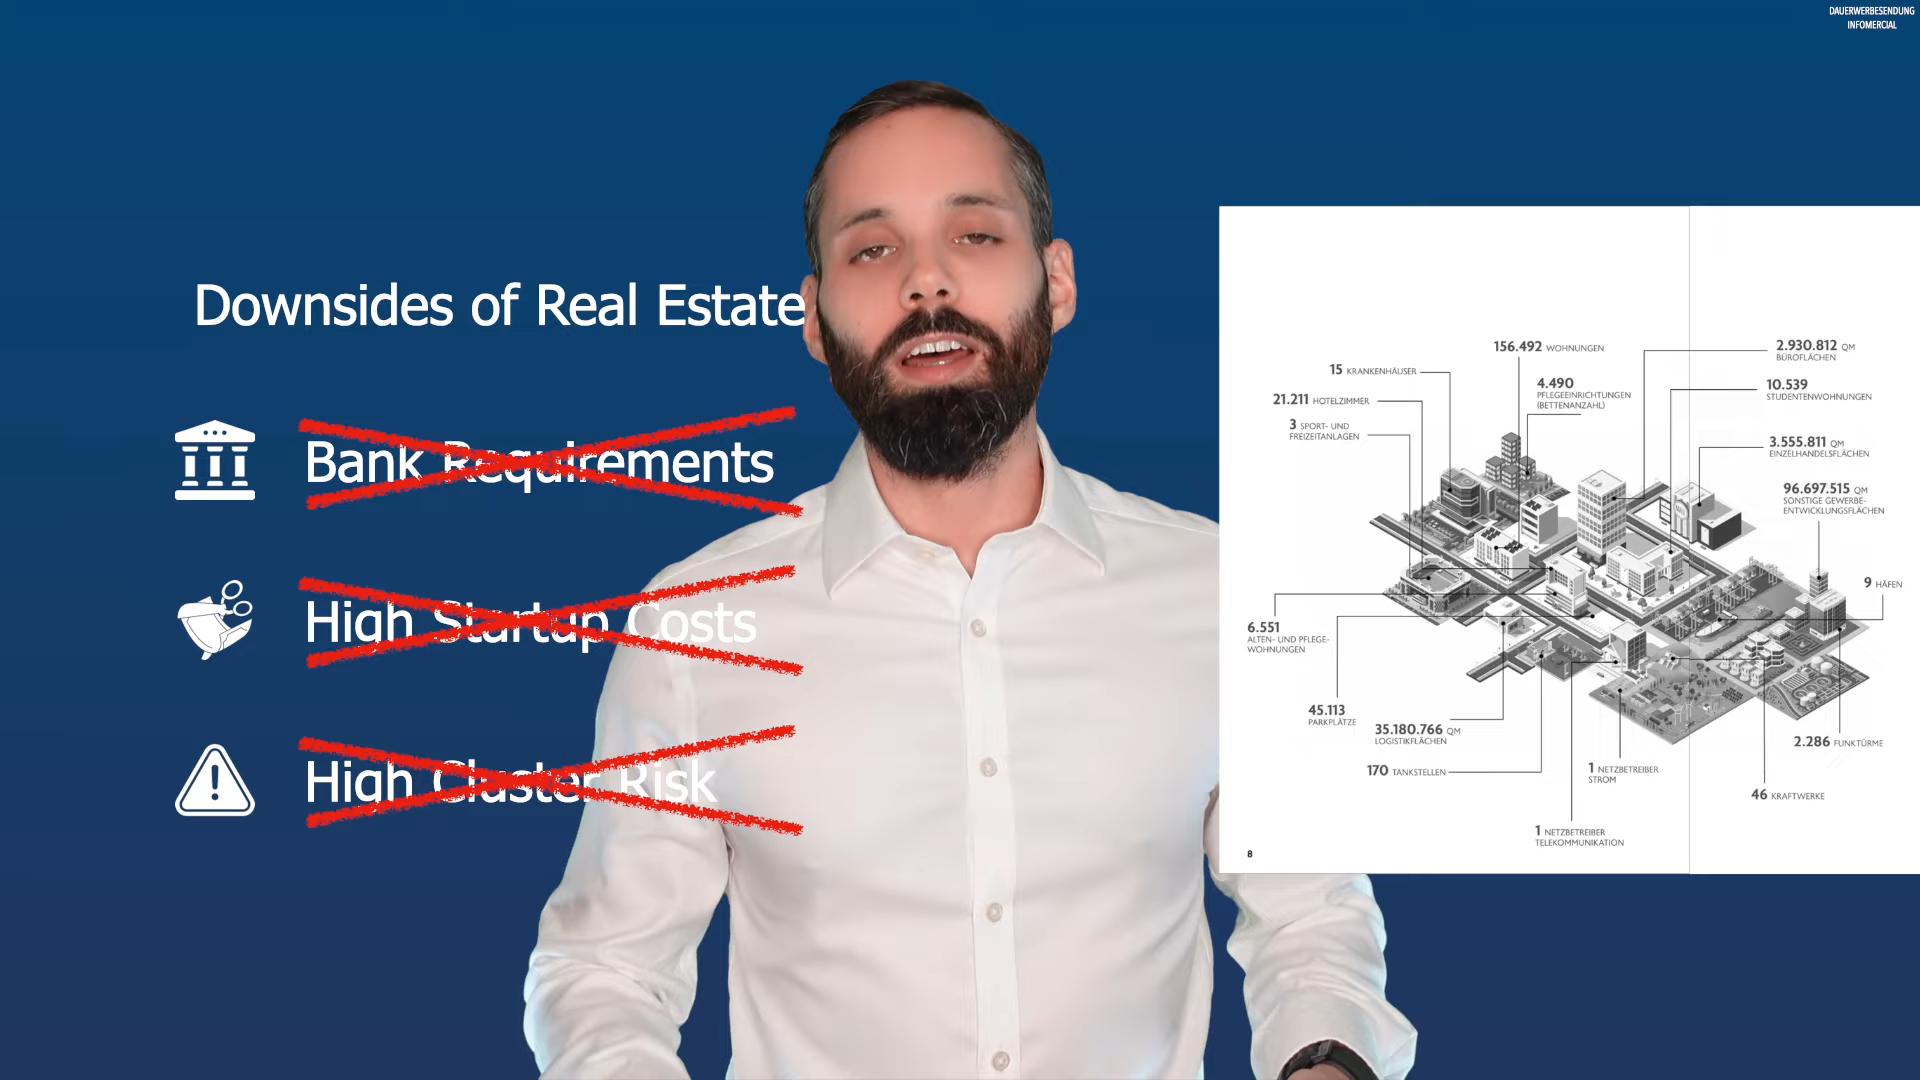 DAUERWERBESENDUNG
INFOMERCIAL
Downsides of Real Estate
Bank Requirements
High Startup Costs
High Cluster Risk
156.492 WOHNUNGEN
2.930.812 QM
BÜROFLÄCHEN
15 KRANKENHÄUSER
4.490
PFLEGEEINRICHTUNGEN
(BETTENANZAHL)
10.539
STUDENTENWOHNUNGEN
21.211 HOTELZIMMER
3 SPORT- UND
FREIZEITANLAGEN
3.555.811 QM
EINZELHANDELSFLÄCHEN
96.697.515 QM
SONSTIGE GEWERBE-
ENTWICKLUNGSFLÄCHEN
9 HÄFEN
6.551
ALTEN- UND PFLEGE-
WOHNUNGEN
45.113
PARKPLÄTZE
35.180.766 QM
LOGISTIKFLÄCHEN
2.286 FUNKTÜRME
170 TANKSTELLEN
1 NETZBETREIBER
STROM
46 KRAFTWERKE
1 NETZBETREIBER
TELEKOMMUNIKATION
8